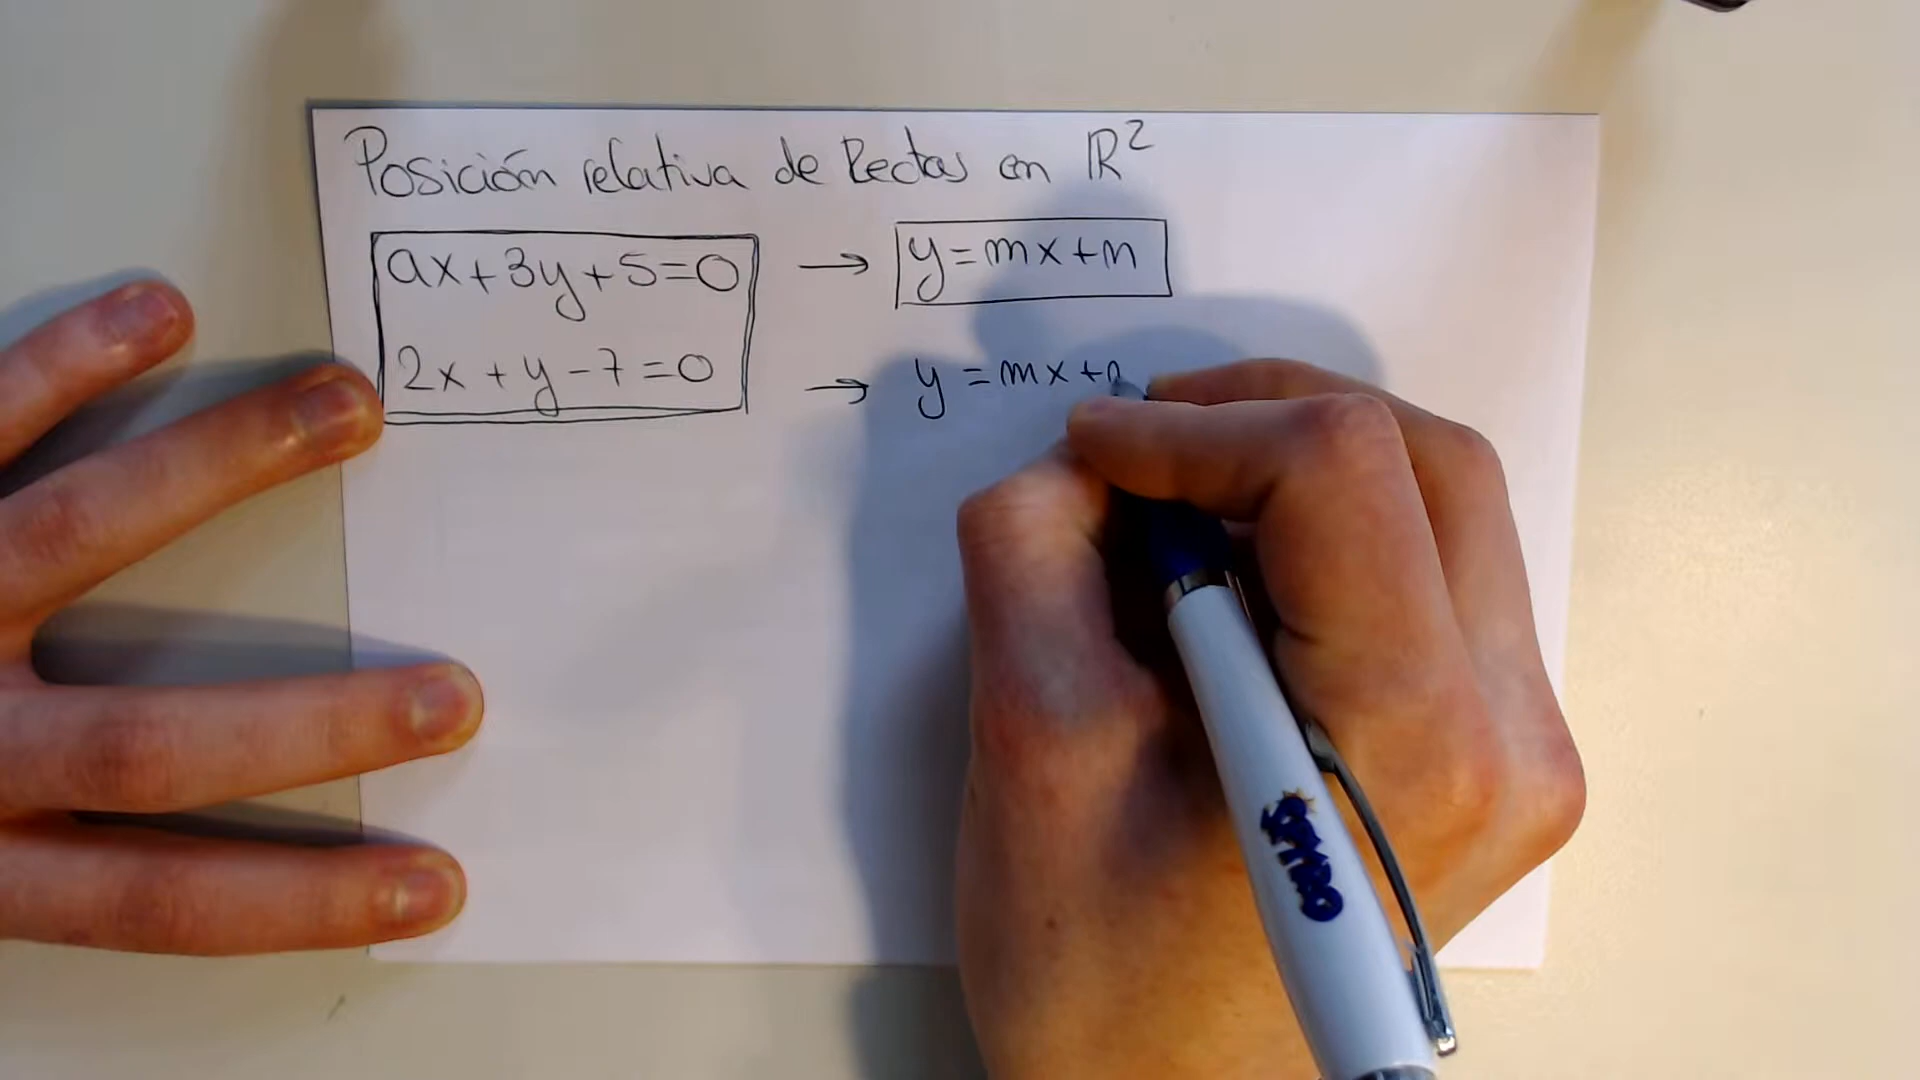 Posición relativa de Rectas en ℝ²
ax+3y+5=0 → y=mx+n
2x+y-7=0 → y=mx+n